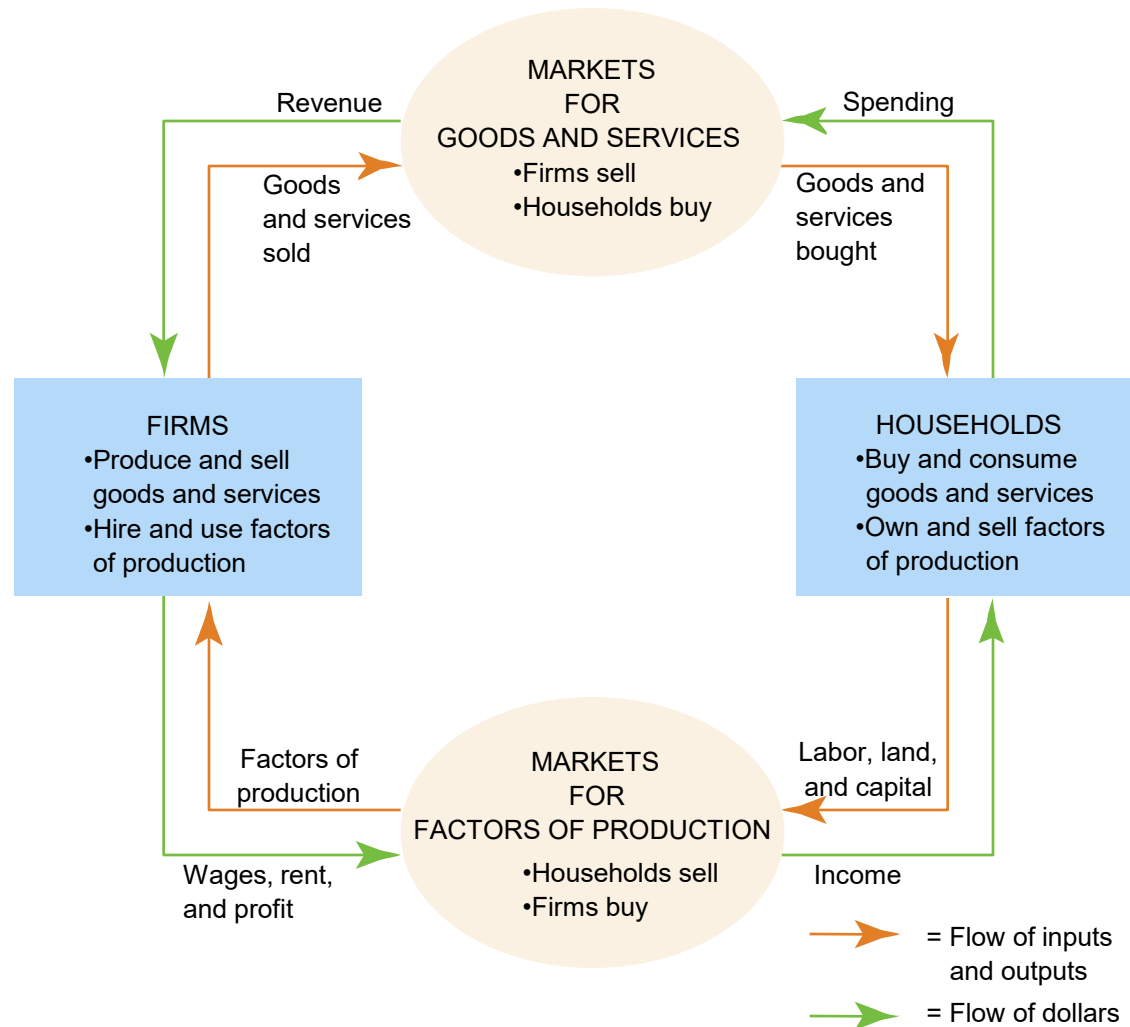 MARKETS
FOR
GOODS AND SERVICES
•Firms sell
•Households buy
Revenue
Goods
and services
sold
Spending
Goods and
services
bought
FIRMS
•Produce and sell
goods and services
•Hire and use factors
of production
HOUSEHOLDS
•Buy and consume
goods and services
•Own and sell factors
of production
Factors of
production
Wages, rent,
and profit
MARKETS
FOR
FACTORS OF PRODUCTION
•Households sell
•Firms buy
Labor, land,
and capital
Income
= Flow of inputs
and outputs
= Flow of dollars